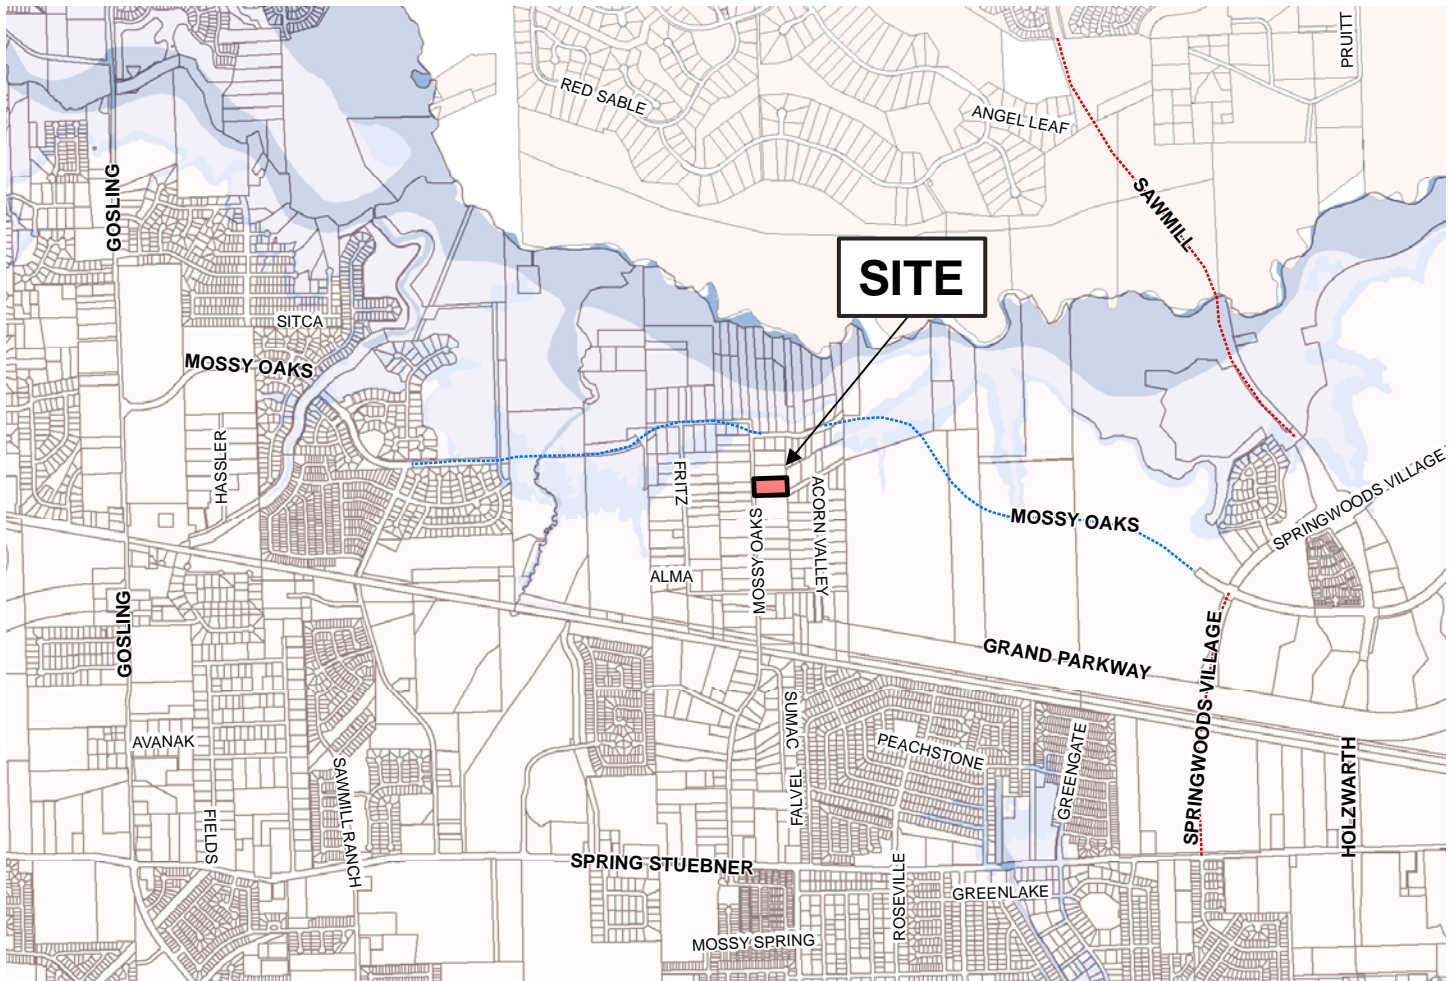 PRUITT
RED SABLE
ANGEL LEAF
GOSLING
SAWMILL
SITE
SITCA
MOSSY OAKS
HASSLER
FRITZ
ACORN VALLEY
MOSSY OAKS
SPRINGWOODS VILLAGE
MOSSY OAKS
ALMA
GOSLING
GRAND PARKWAY
SPRINGWOODS VILLAGE
SUMAC
AVANAK
PEACHSTONE
GREENGATE
HOLZWARTH
SAWMILL RANCH
FALVEL
FIELDS
SPRING STUEBNER
ROSEVILLE
GREENLAKE
MOSSY SPRING